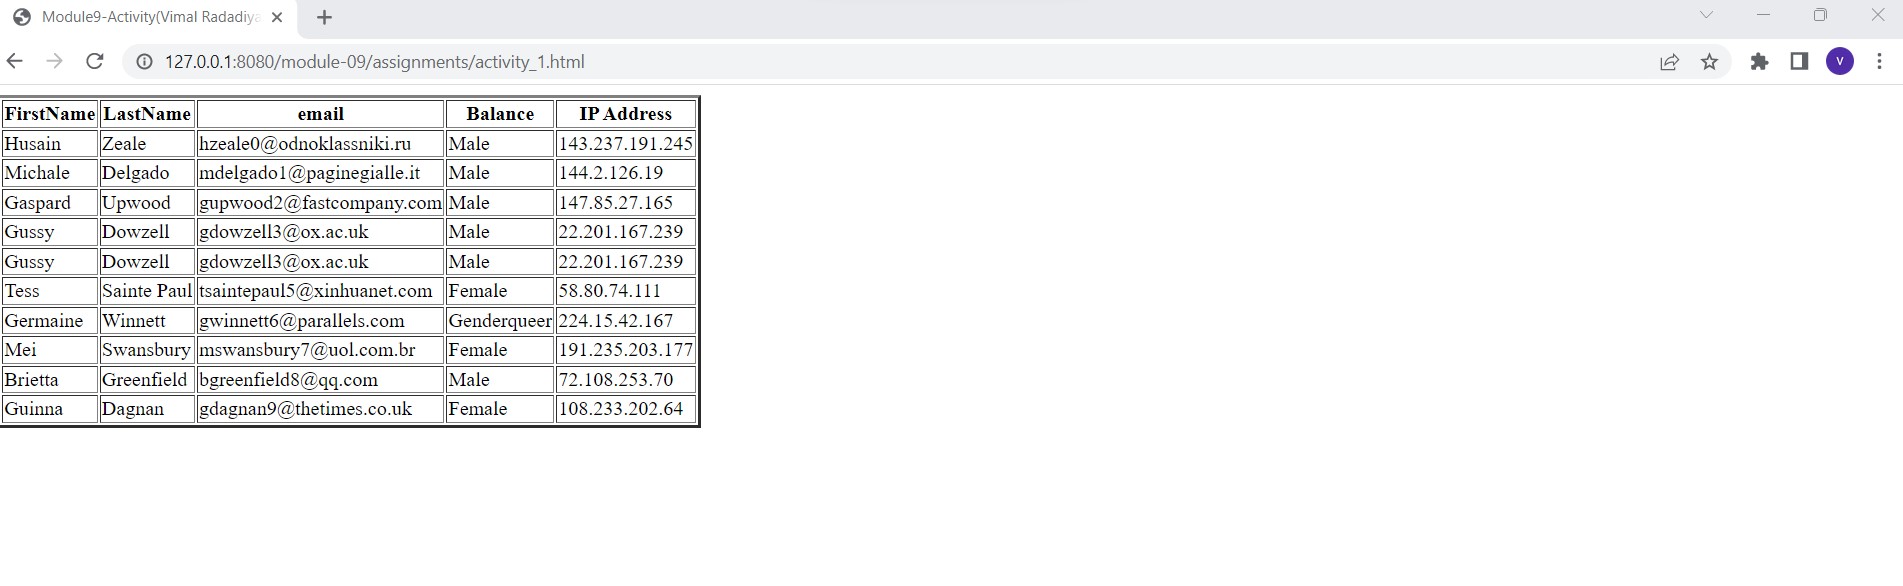 Module9-Activity(Vimal Radadiya
127.0.0.1:8080/module-09/assignments/activity_1.html
V
FirstName LastName email Balance IP Address
Husain Zeale hzeale0@odnoklassniki.ru Male 143.237.191.245
Michale Delgado mdelgado1@paginegialle.it Male 144.2.126.19
Gaspard Upwood gupwood2@fastcompany.com Male 147.85.27.165
Gussy Dowzell gdowzell3@ox.ac.uk Male 22.201.167.239
Gussy Dowzell gdowzell3@ox.ac.uk Male 22.201.167.239
Tess Sainte Paul tsaintepaul5@xinhuanet.com Female 58.80.74.111
Germaine Winnett gwinnett6@parallels.com Genderqueer 224.15.42.167
Mei Swansbury mswansbury7@uol.com.br Female 191.235.203.177
Brietta Greenfield bgreenfield8@qq.com Male 72.108.253.70
Guinna Dagnan gdagnan9@thetimes.co.uk Female 108.233.202.64